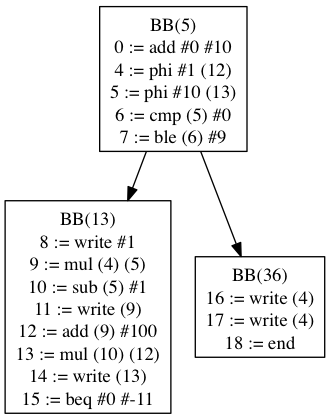 BB(5)
0 := add #0 #10
4 := phi #1 (12)
5 := phi #10 (13)
6 := cmp (5) #0
7 := ble (6) #9
BB(13)
8 := write #1
9 := mul (4) (5)
10 := sub (5) #1
11 := write (9)
12 := add (9) #100
13 := mul (10) (12)
14 := write (13)
15 := beq #0 #-11
BB(36)
16 := write (4)
17 := write (4)
18 := end